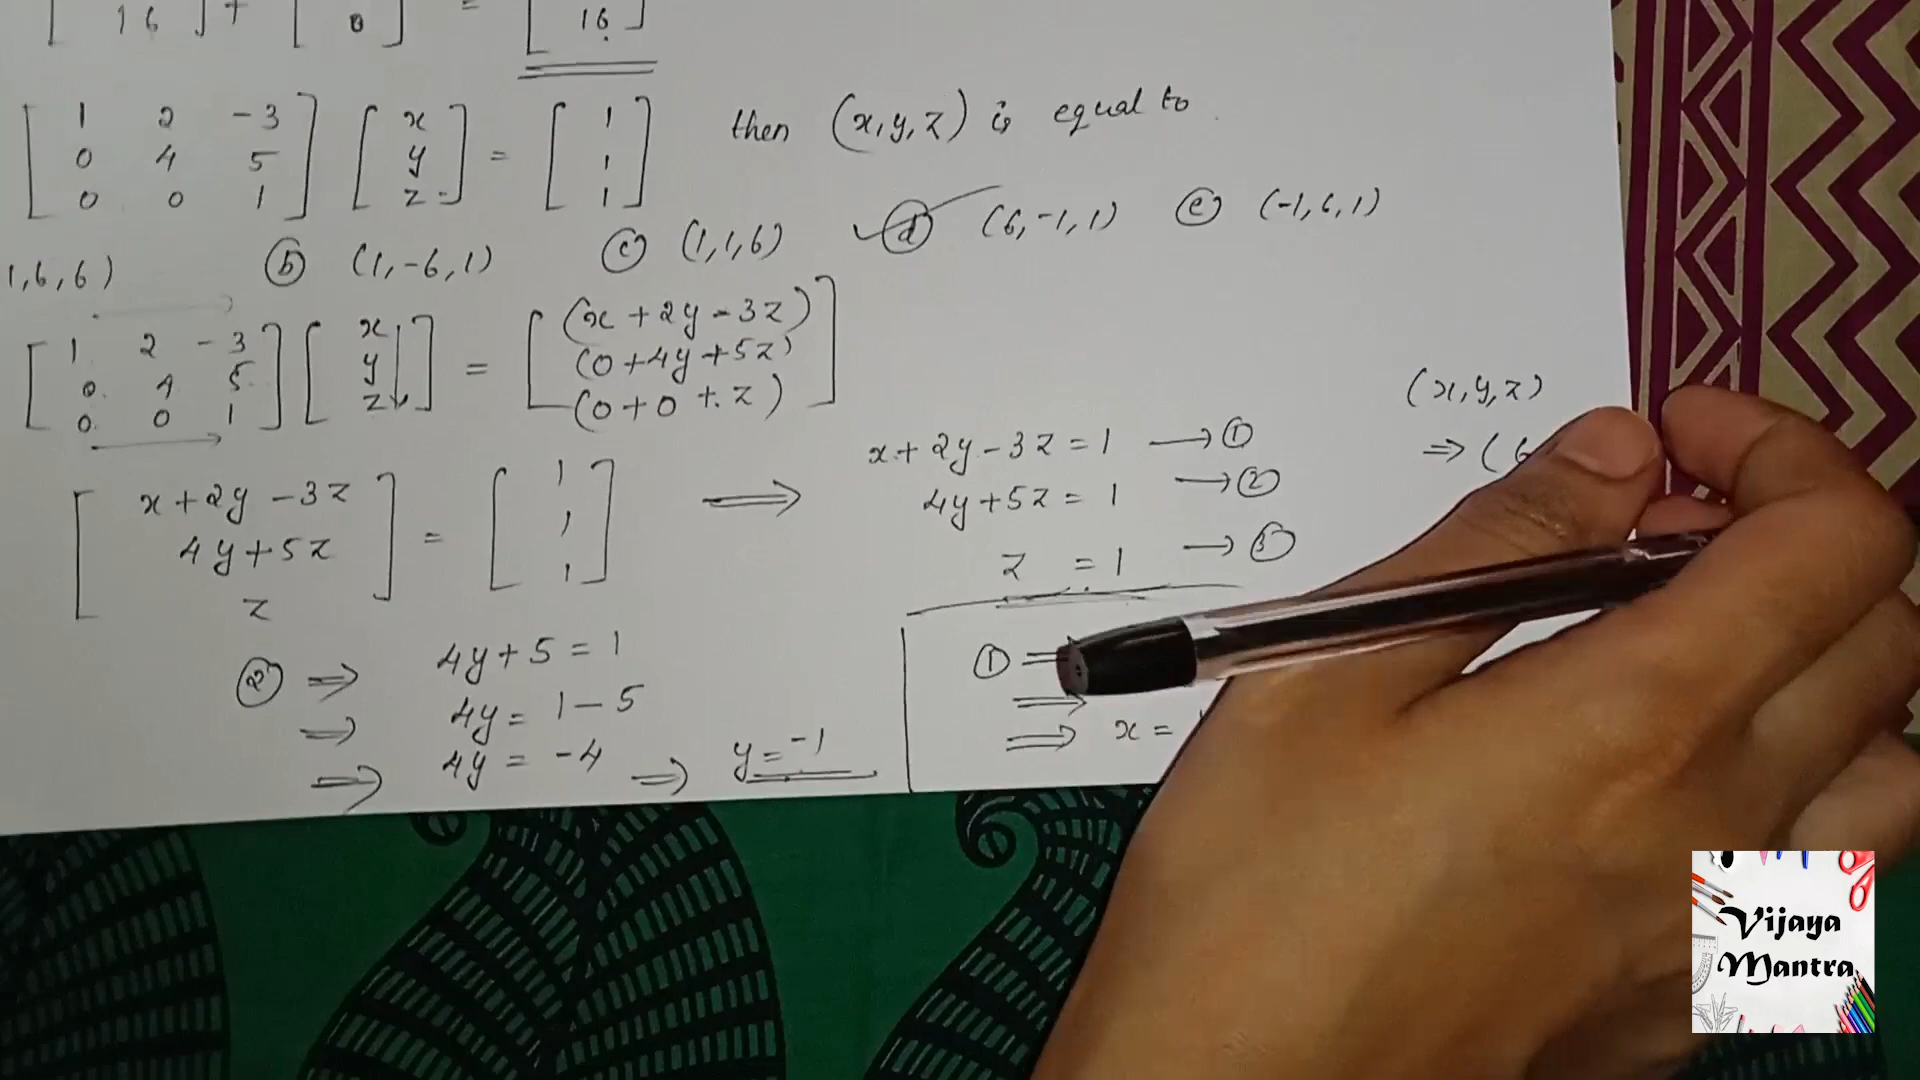 16 ] + [ 0 ] = [ 16 ]
[ 1 2 -3 ] [ x ] = [ 1 ] then (x,y,z) is equal to
[ 0 4 5 ] [ y ] [ 1 ]
[ 0 0 1 ] [ z ] [ 1 ]
1,6,6) (b) (1,-6,1) (c) (1,1,6) ✓(d) (6,-1,1) (e) (-1,6,1)
[ 1 2 -3 ] [ x ] = [ (x+2y-3z) ]
[ 0 4 5 ] [ y ] [ (0+4y+5z) ]
[ 0 0 1 ] [ z ] [ (0+0+z) ]
(x,y,z)
⇒ (6
[ x+2y-3z ] = [ 1 ] ⟹ x+2y-3z = 1 → ①
[ 4y+5z ] [ 1 ] 4y+5z = 1 → ②
[ z ] [ 1 ] z = 1 → ③
② ⇒ 4y+5 = 1
⇒ 4y = 1-5
⇒ 4y = -4 ⇒ y = -1
① ⇒
⇒
⇒ x =
Vijaya
Mantra